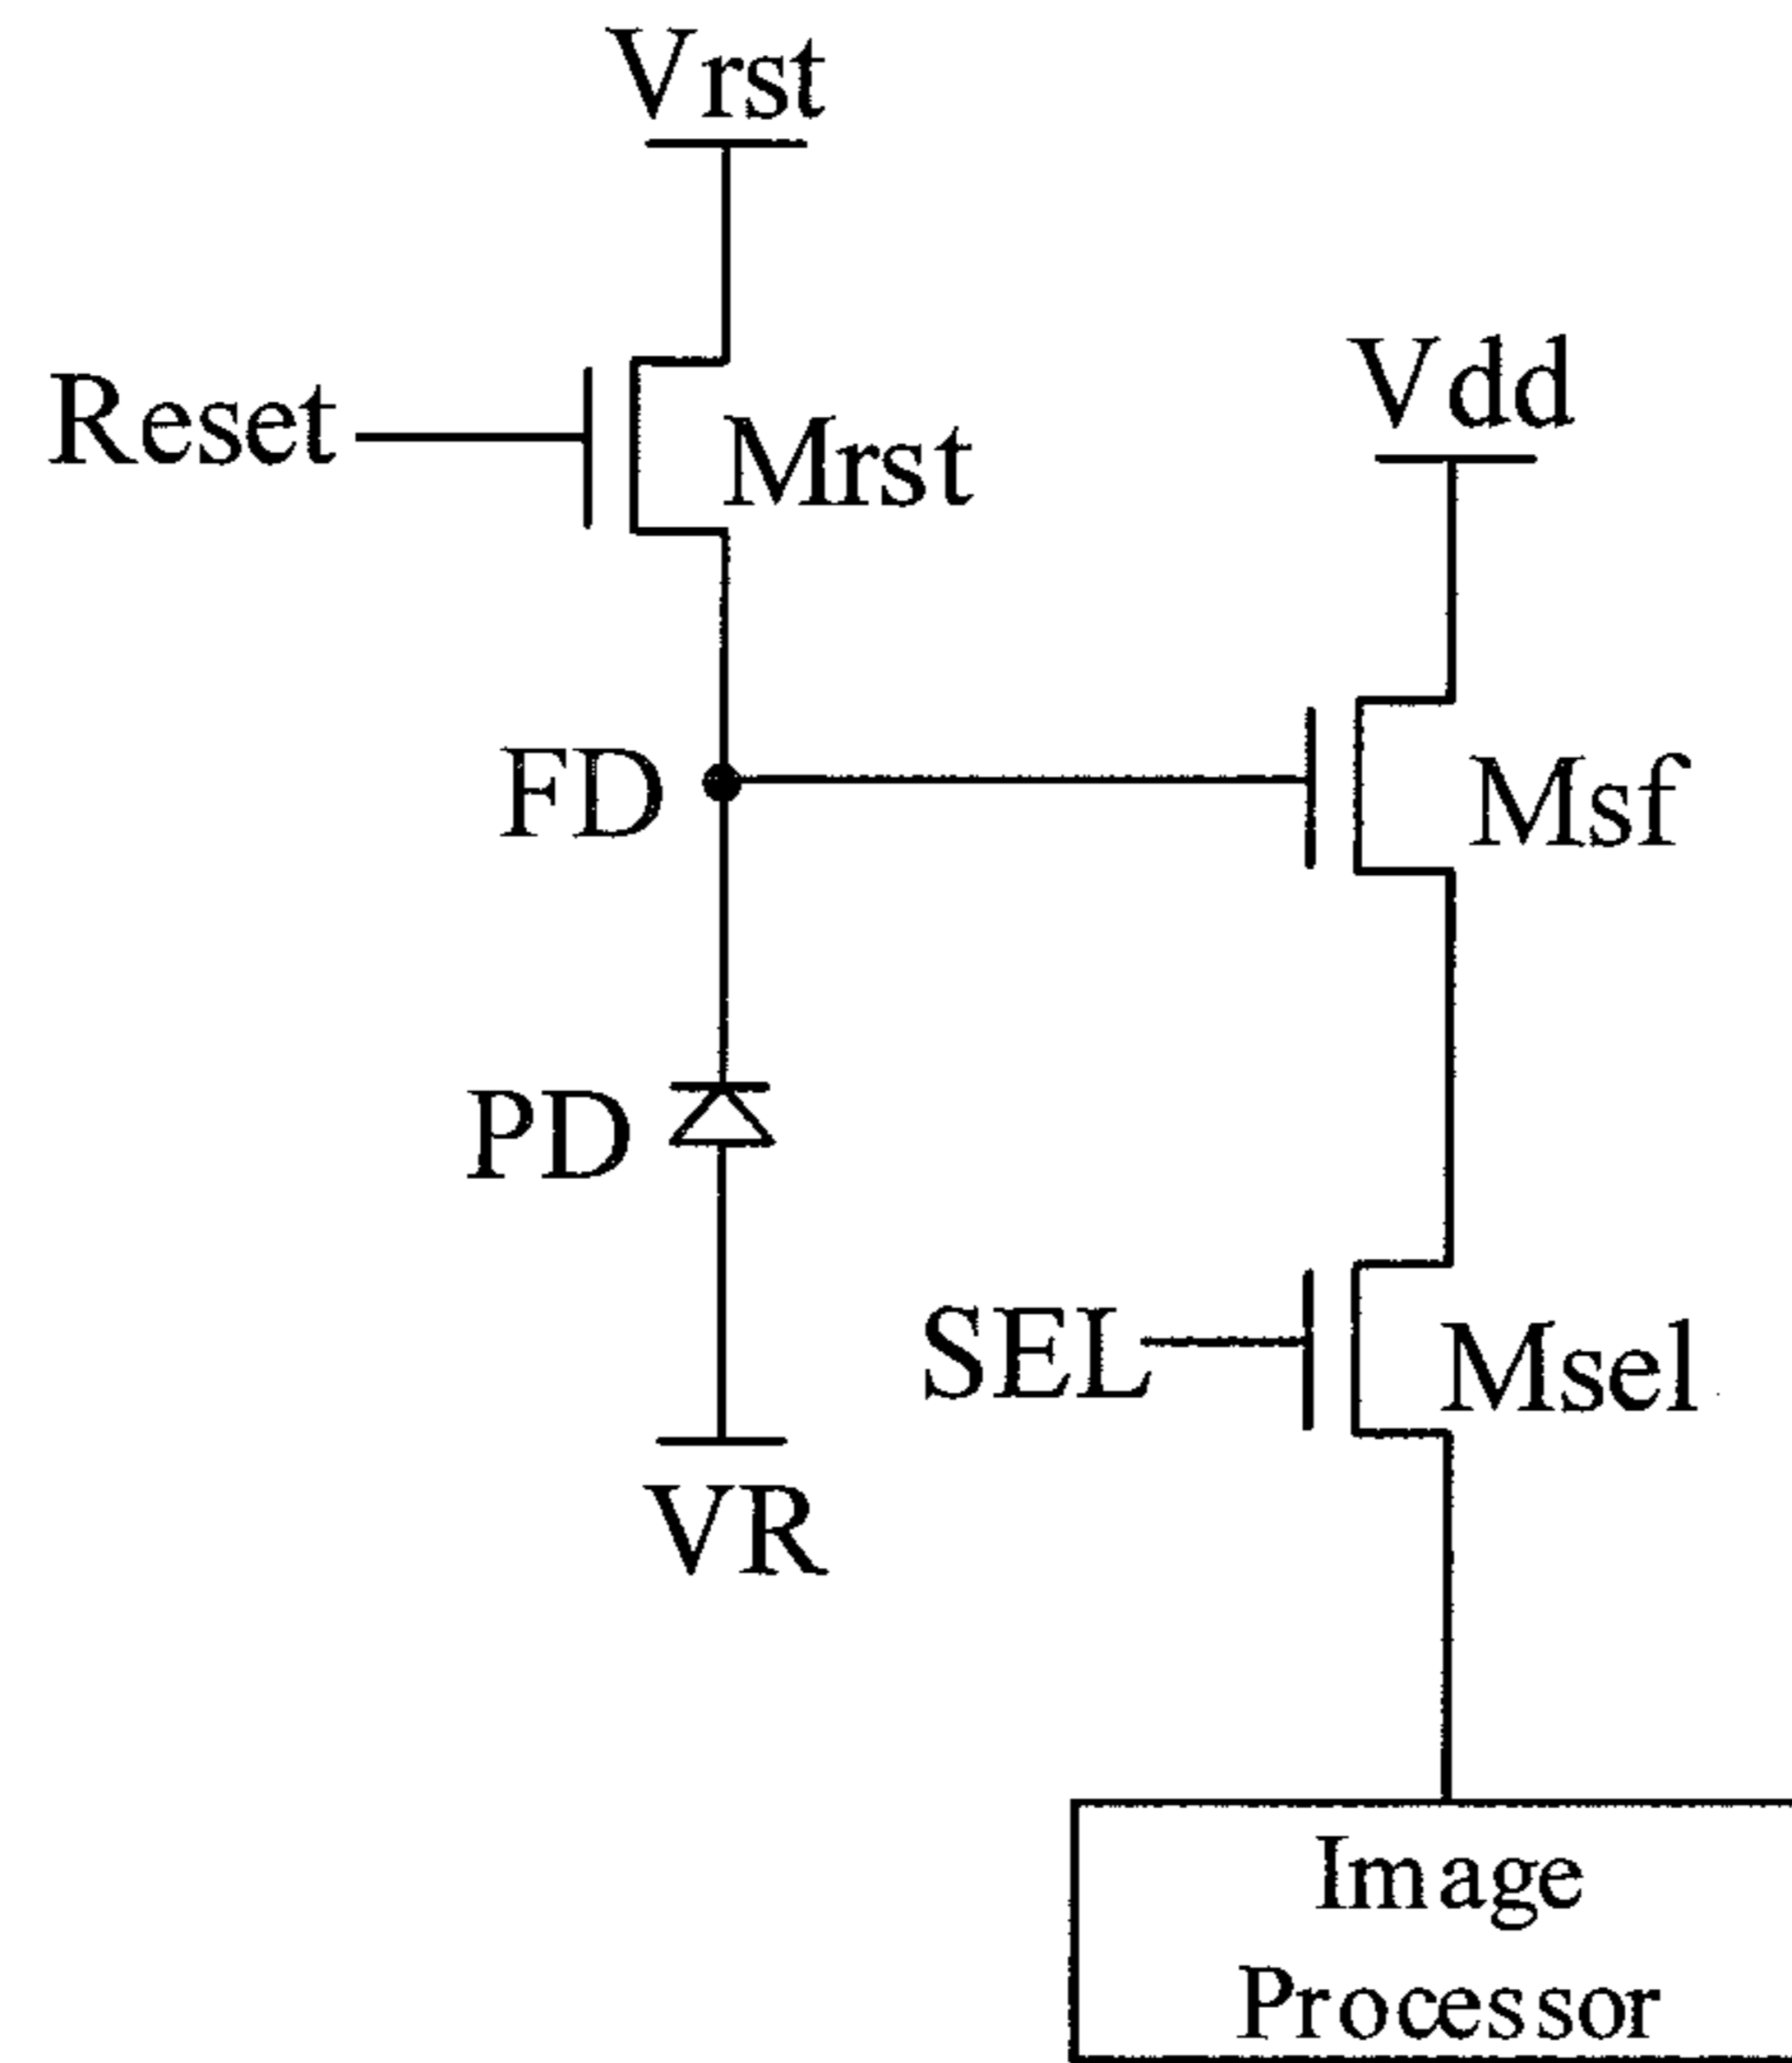 Vrst
Reset
Mrst
Vdd
FD
Msf
PD
SEL
Msel
VR
Image
Processor